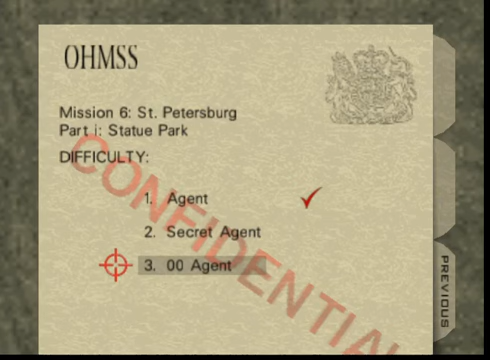 OHMSS
Mission 6: St. Petersburg
Part i: Statue Park
DIFFICULTY:
1. Agent
2. Secret Agent
3. 00 Agent
CONFIDENTIAL
PREVIOUS